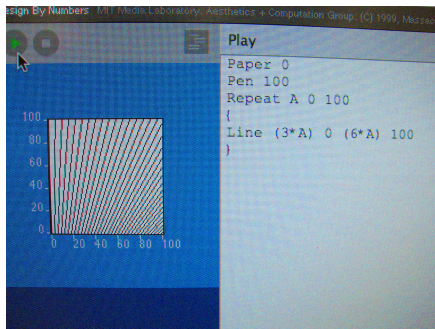 esign By Numbers MIT Media Laboratory. Aesthetics + Computation Group. (C) 1999, Massac
Play
Paper 0
Pen 100
Repeat A 0 100
{
Line (3*A) 0 (6*A) 100
}
100
80
60
40
20
0
0 20 40 60 80 100